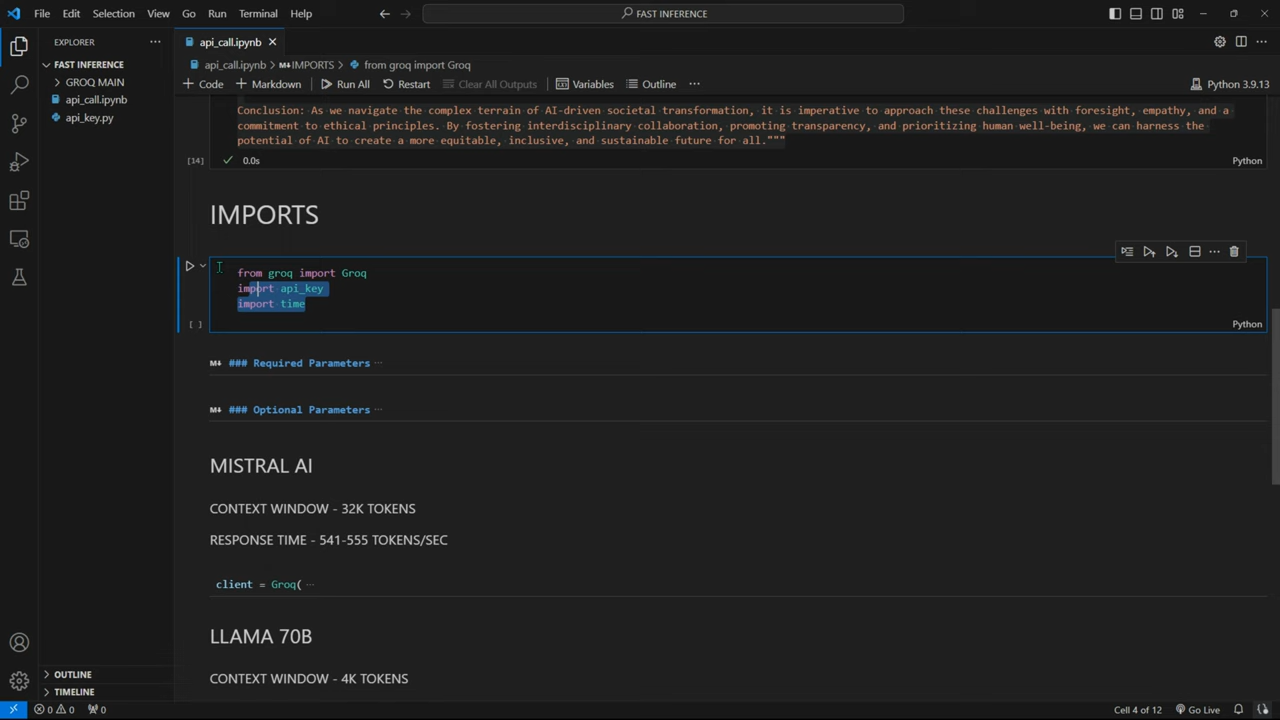 File Edit Selection View Go Run Terminal Help
FAST INFERENCE
EXPLORER
FAST INFERENCE
GROQ MAIN
api_call.ipynb
api_key.py
OUTLINE
TIMELINE
api_call.ipynb
api_call.ipynb > M↓IMPORTS > from groq import Groq
+ Code + Markdown Run All Restart Clear All Outputs Variables Outline ...
Python 3.9.13
Conclusion: As we navigate the complex terrain of AI-driven societal transformation, it is imperative to approach these challenges with foresight, empathy, and a
commitment to ethical principles. By fostering interdisciplinary collaboration, promoting transparency, and prioritizing human well-being, we can harness the
potential of AI to create a more equitable, inclusive, and sustainable future for all."""
[14] 0.0s Python
IMPORTS
from groq import Groq
import api_key
import time
[ ] Python
M↓ ### Required Parameters ...
M↓ ### Optional Parameters ...
MISTRAL AI
CONTEXT WINDOW - 32K TOKENS
RESPONSE TIME - 541-555 TOKENS/SEC
client = Groq( ...
LLAMA 70B
CONTEXT WINDOW - 4K TOKENS
0 0 0 Cell 4 of 12 Go Live